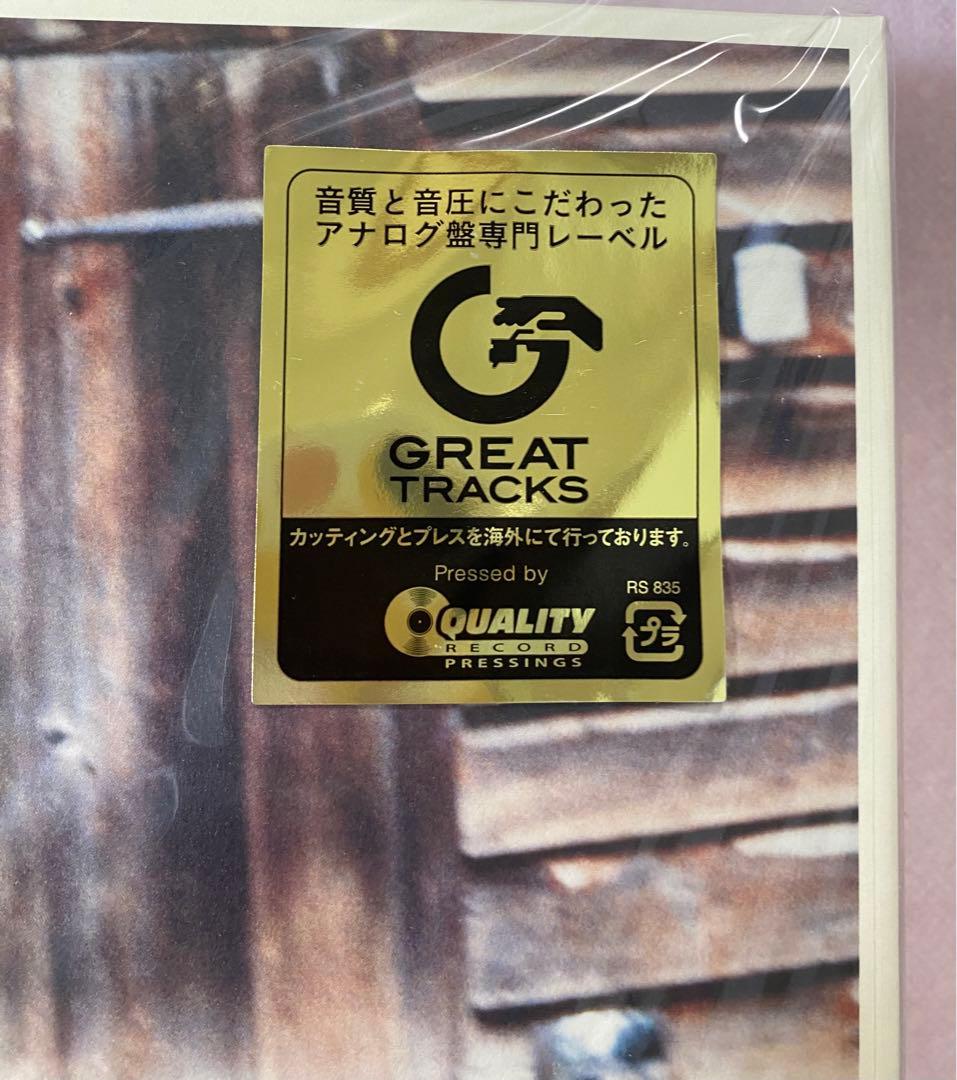 音質と音圧にこだわった
アナログ盤専門レーベル
GREAT
TRACKS
カッティングとプレスを海外にて行っております。
Pressed by
RS 835
QUALITY
RECORD
PRESSINGS
プラ